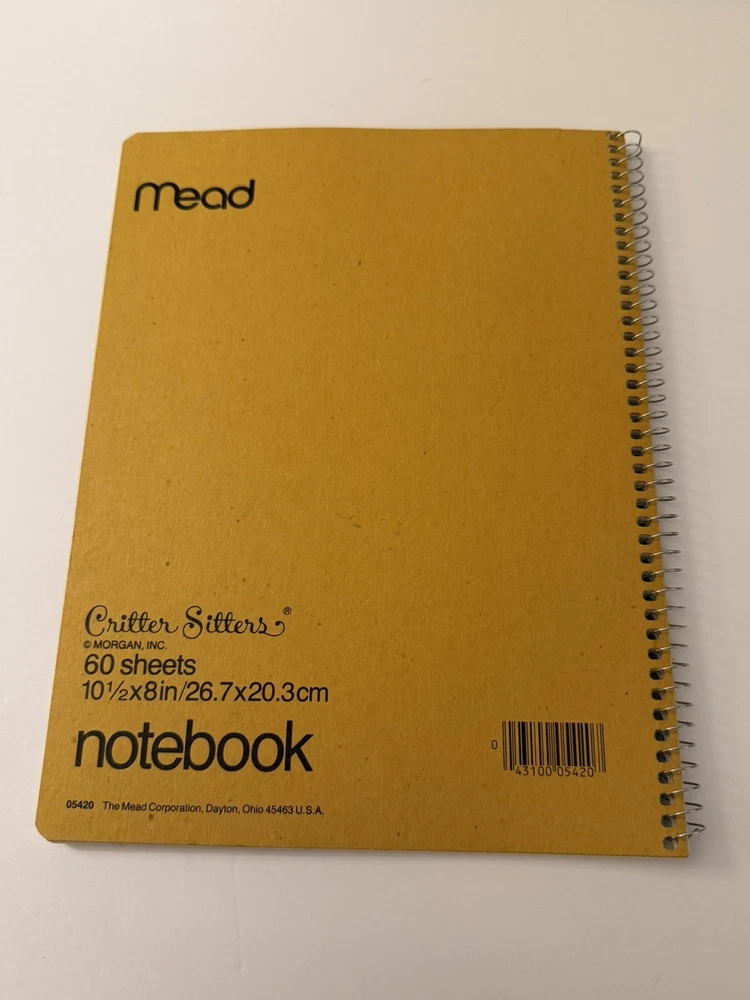 Mead
Critter Sitters®
© MORGAN, INC.
60 sheets
10½x8in/26.7x20.3cm
notebook
0 43100 05420
05420 The Mead Corporation, Dayton, Ohio 45463 U.S.A.